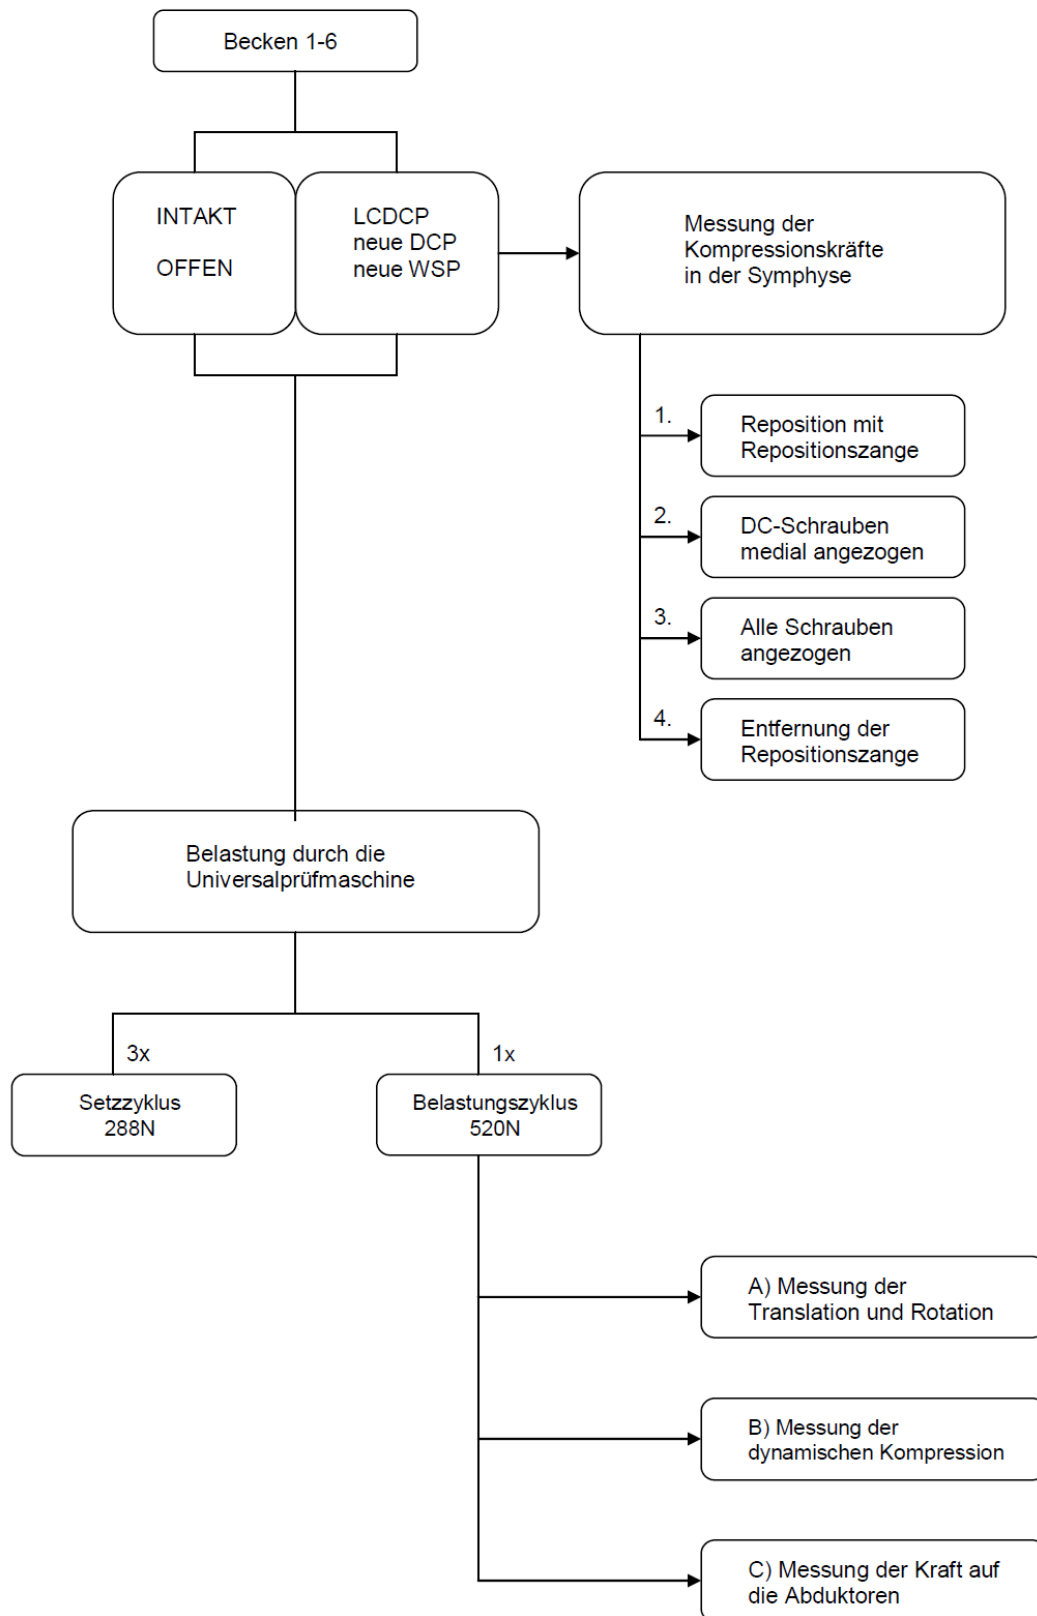 Becken 1-6
INTAKT
OFFEN
LCDCP
neue DCP
neue WSP
Messung der
Kompressionskräfte
in der Symphyse
1.
Reposition mit
Repositionszange
2.
DC-Schrauben
medial angezogen
3.
Alle Schrauben
angezogen
4.
Entfernung der
Repositionszange
Belastung durch die
Universalprüfmaschine
3x
Setzzyklus
288N
1x
Belastungszyklus
520N
A) Messung der
Translation und Rotation
B) Messung der
dynamischen Kompression
C) Messung der Kraft auf
die Abduktoren